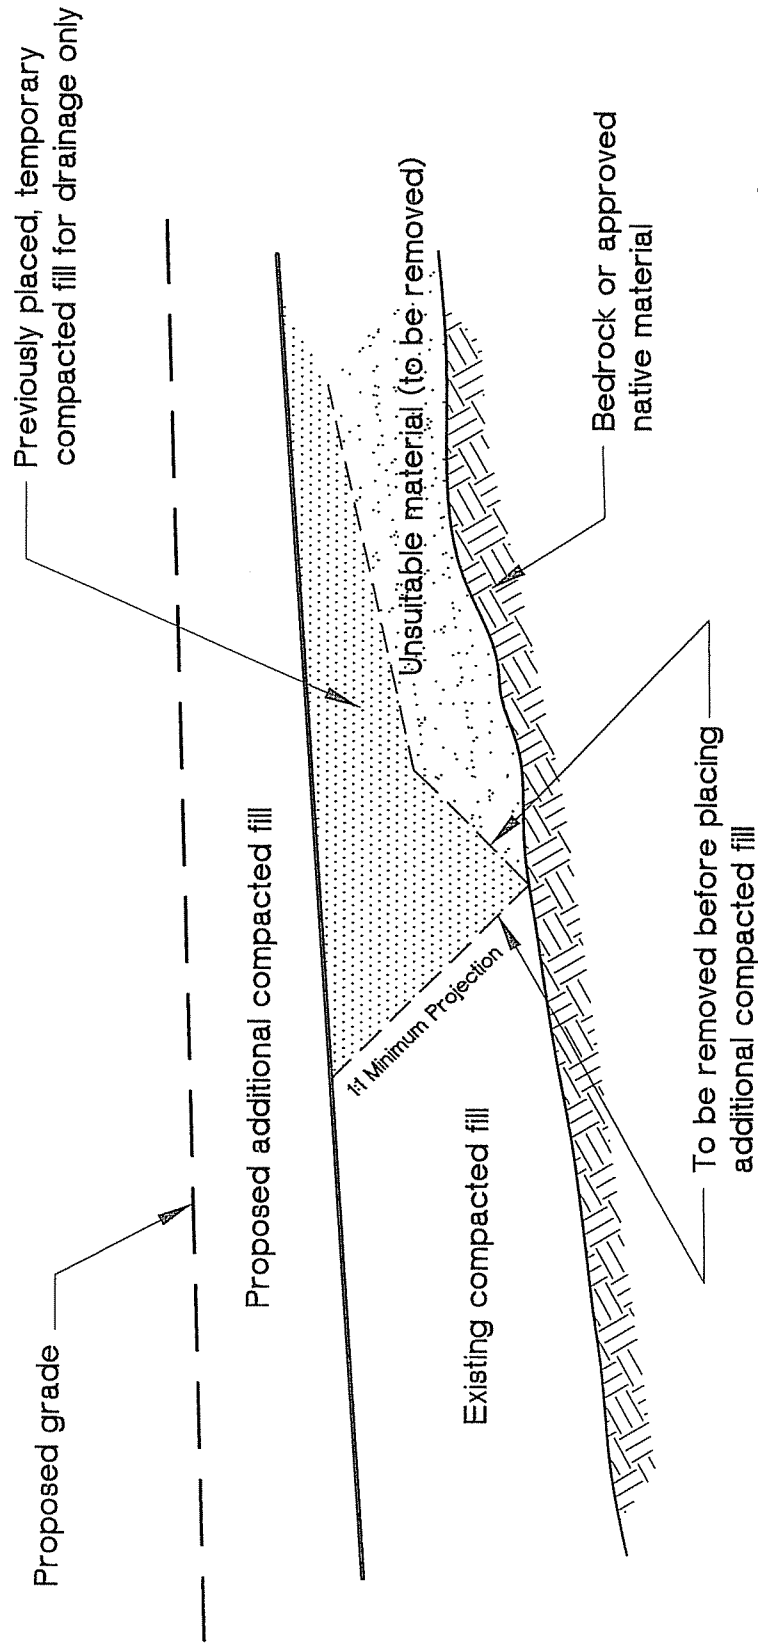 Proposed grade
Previously placed, temporary
compacted fill for drainage only
Proposed additional compacted fill
Unsuitable material (to be removed)
1:1 Minimum Projection
Existing compacted fill
Bedrock or approved
native material
To be removed before placing
additional compacted fill